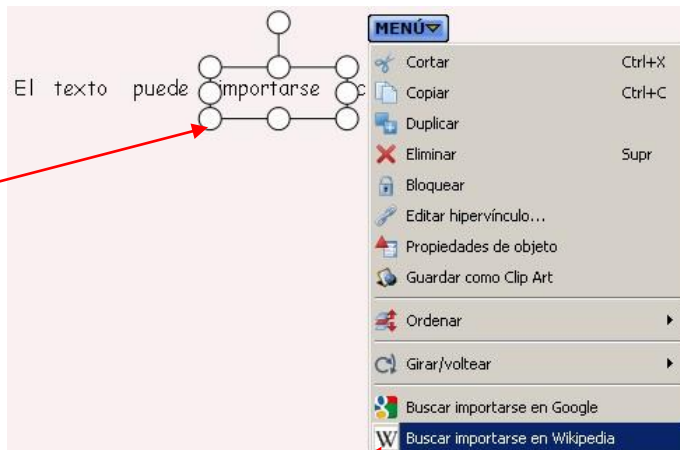 MENÚ
Cortar Ctrl+X
El texto puede importarse
Copiar Ctrl+C
Duplicar
Eliminar Supr
Bloquear
Editar hipervínculo...
Propiedades de objeto
Guardar como Clip Art
Ordenar
Girar/voltear
Buscar importarse en Google
W Buscar importarse en Wikipedia